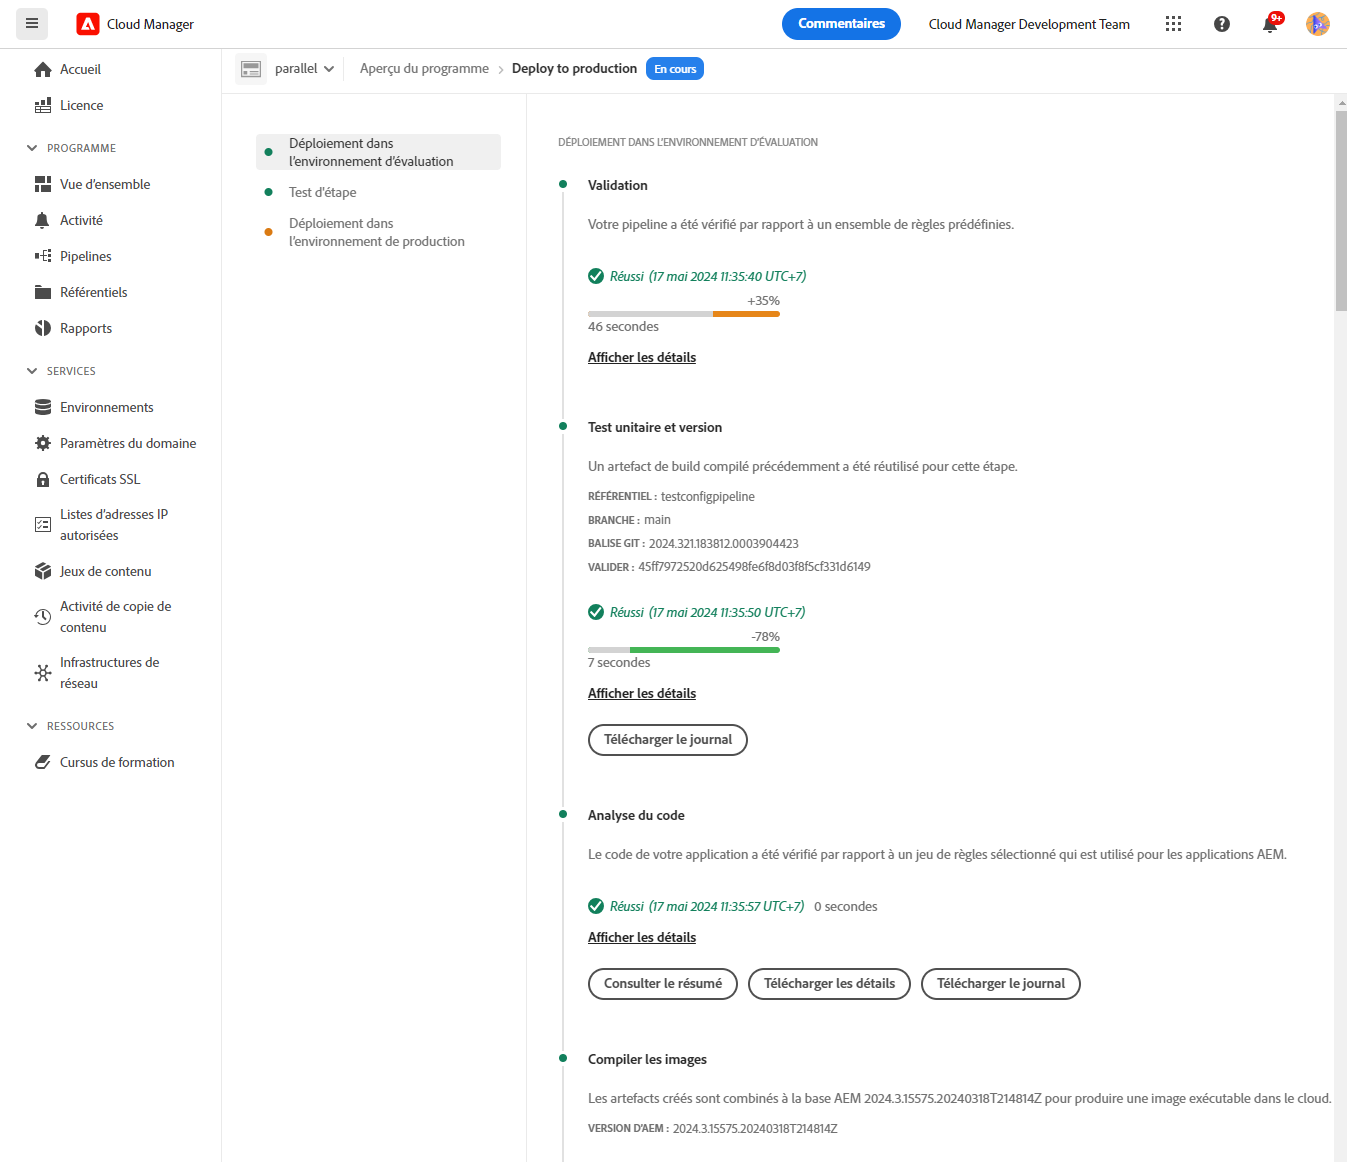 Cloud Manager
Commentaires
Cloud Manager Development Team
9+
Accueil
Licence
PROGRAMME
Vue d'ensemble
Activité
Pipelines
Référentiels
Rapports
SERVICES
Environnements
Paramètres du domaine
Certificats SSL
Listes d'adresses IP
autorisées
Jeux de contenu
Activité de copie de
contenu
Infrastructures de
réseau
RESSOURCES
Cursus de formation
parallel
Aperçu du programme
Deploy to production
En cours
Déploiement dans
l'environnement d'évaluation
Test d'étape
Déploiement dans
l'environnement de production
DÉPLOIEMENT DANS L'ENVIRONNEMENT D'ÉVALUATION
Validation
Votre pipeline a été vérifié par rapport à un ensemble de règles prédéfinies.
Réussi (17 mai 2024 11:35:40 UTC+7)
+35%
46 secondes
Afficher les détails
Test unitaire et version
Un artefact de build compilé précédemment a été réutilisé pour cette étape.
RÉFÉRENTIEL : testconfigpipeline
BRANCHE : main
BALISE GIT : 2024.321.183812.0003904423
VALIDER : 45ff7972520d625498fe6f8d03f8f5cf331d6149
Réussi (17 mai 2024 11:35:50 UTC+7)
-78%
7 secondes
Afficher les détails
Télécharger le journal
Analyse du code
Le code de votre application a été vérifié par rapport à un jeu de règles sélectionné qui est utilisé pour les applications AEM.
Réussi (17 mai 2024 11:35:57 UTC+7) 0 secondes
Afficher les détails
Consulter le résumé
Télécharger les détails
Télécharger le journal
Compiler les images
Les artefacts créés sont combinés à la base AEM 2024.3.15575.20240318T214814Z pour produire une image exécutable dans le cloud.
VERSION D'AEM : 2024.3.15575.20240318T214814Z